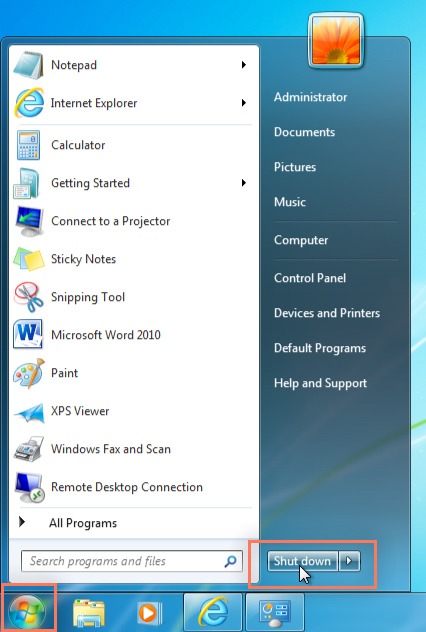 Notepad
Internet Explorer
Calculator
Getting Started
Connect to a Projector
Sticky Notes
Snipping Tool
Microsoft Word 2010
Paint
XPS Viewer
Windows Fax and Scan
Remote Desktop Connection
All Programs
Search programs and files
Administrator
Documents
Pictures
Music
Computer
Control Panel
Devices and Printers
Default Programs
Help and Support
Shut down